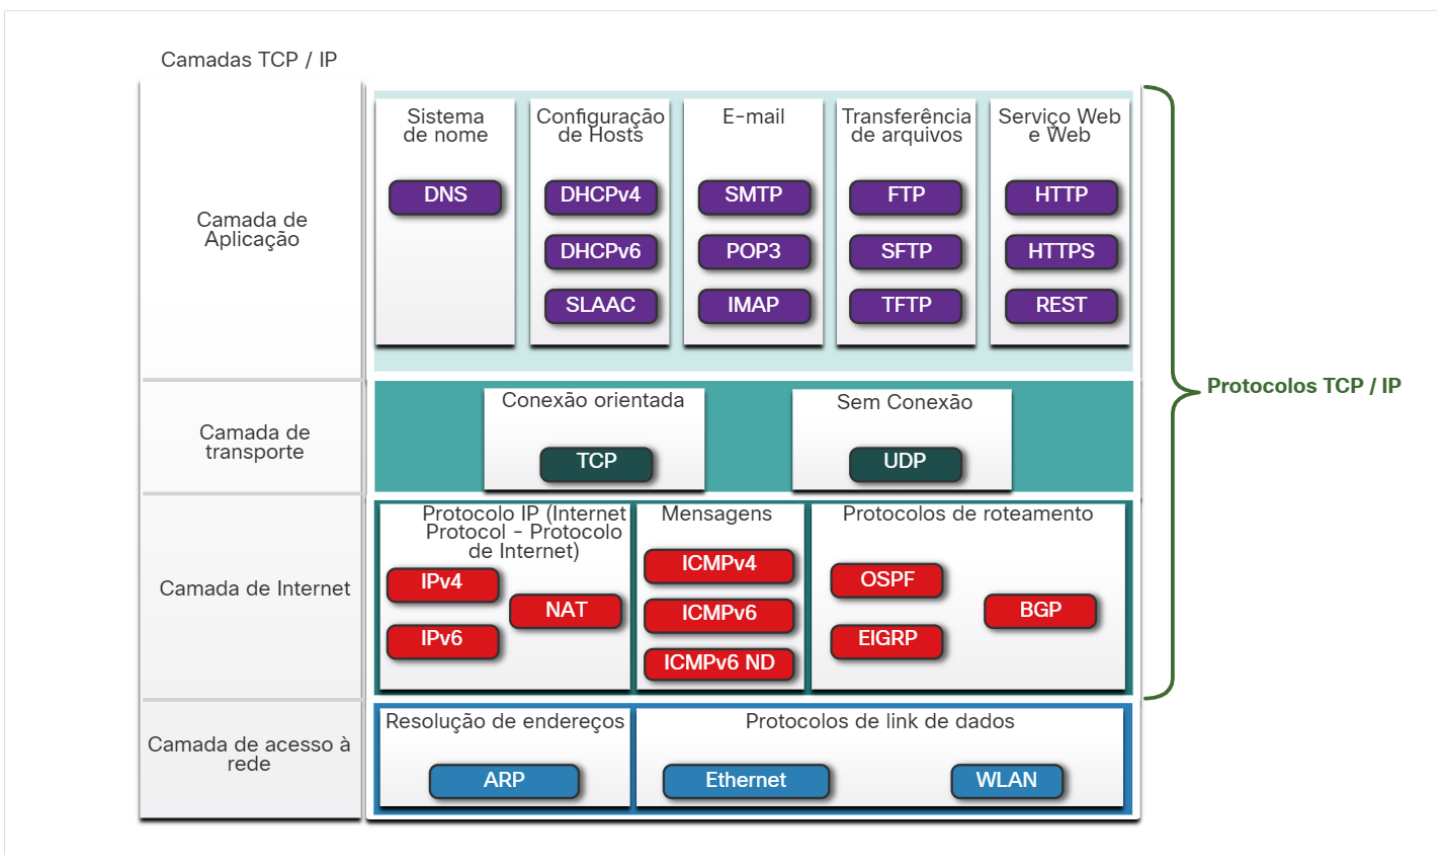 Camadas TCP / IP
Camada de
Aplicação
Sistema
de nome
DNS
Configuração
de Hosts
DHCPv4
DHCPv6
SLAAC
E-mail
SMTP
POP3
IMAP
Transferência
de arquivos
FTP
SFTP
TFTP
Serviço Web
e Web
HTTP
HTTPS
REST
Protocolos TCP / IP
Camada de
transporte
Conexão orientada
TCP
Sem Conexão
UDP
Camada de Internet
Protocolo IP (Internet
Protocol - Protocolo
de Internet)
IPv4
NAT
IPv6
Mensagens
ICMPv4
ICMPv6
ICMPv6 ND
Protocolos de roteamento
OSPF
BGP
EIGRP
Camada de acesso à
rede
Resolução de endereços
ARP
Protocolos de link de dados
Ethernet
WLAN